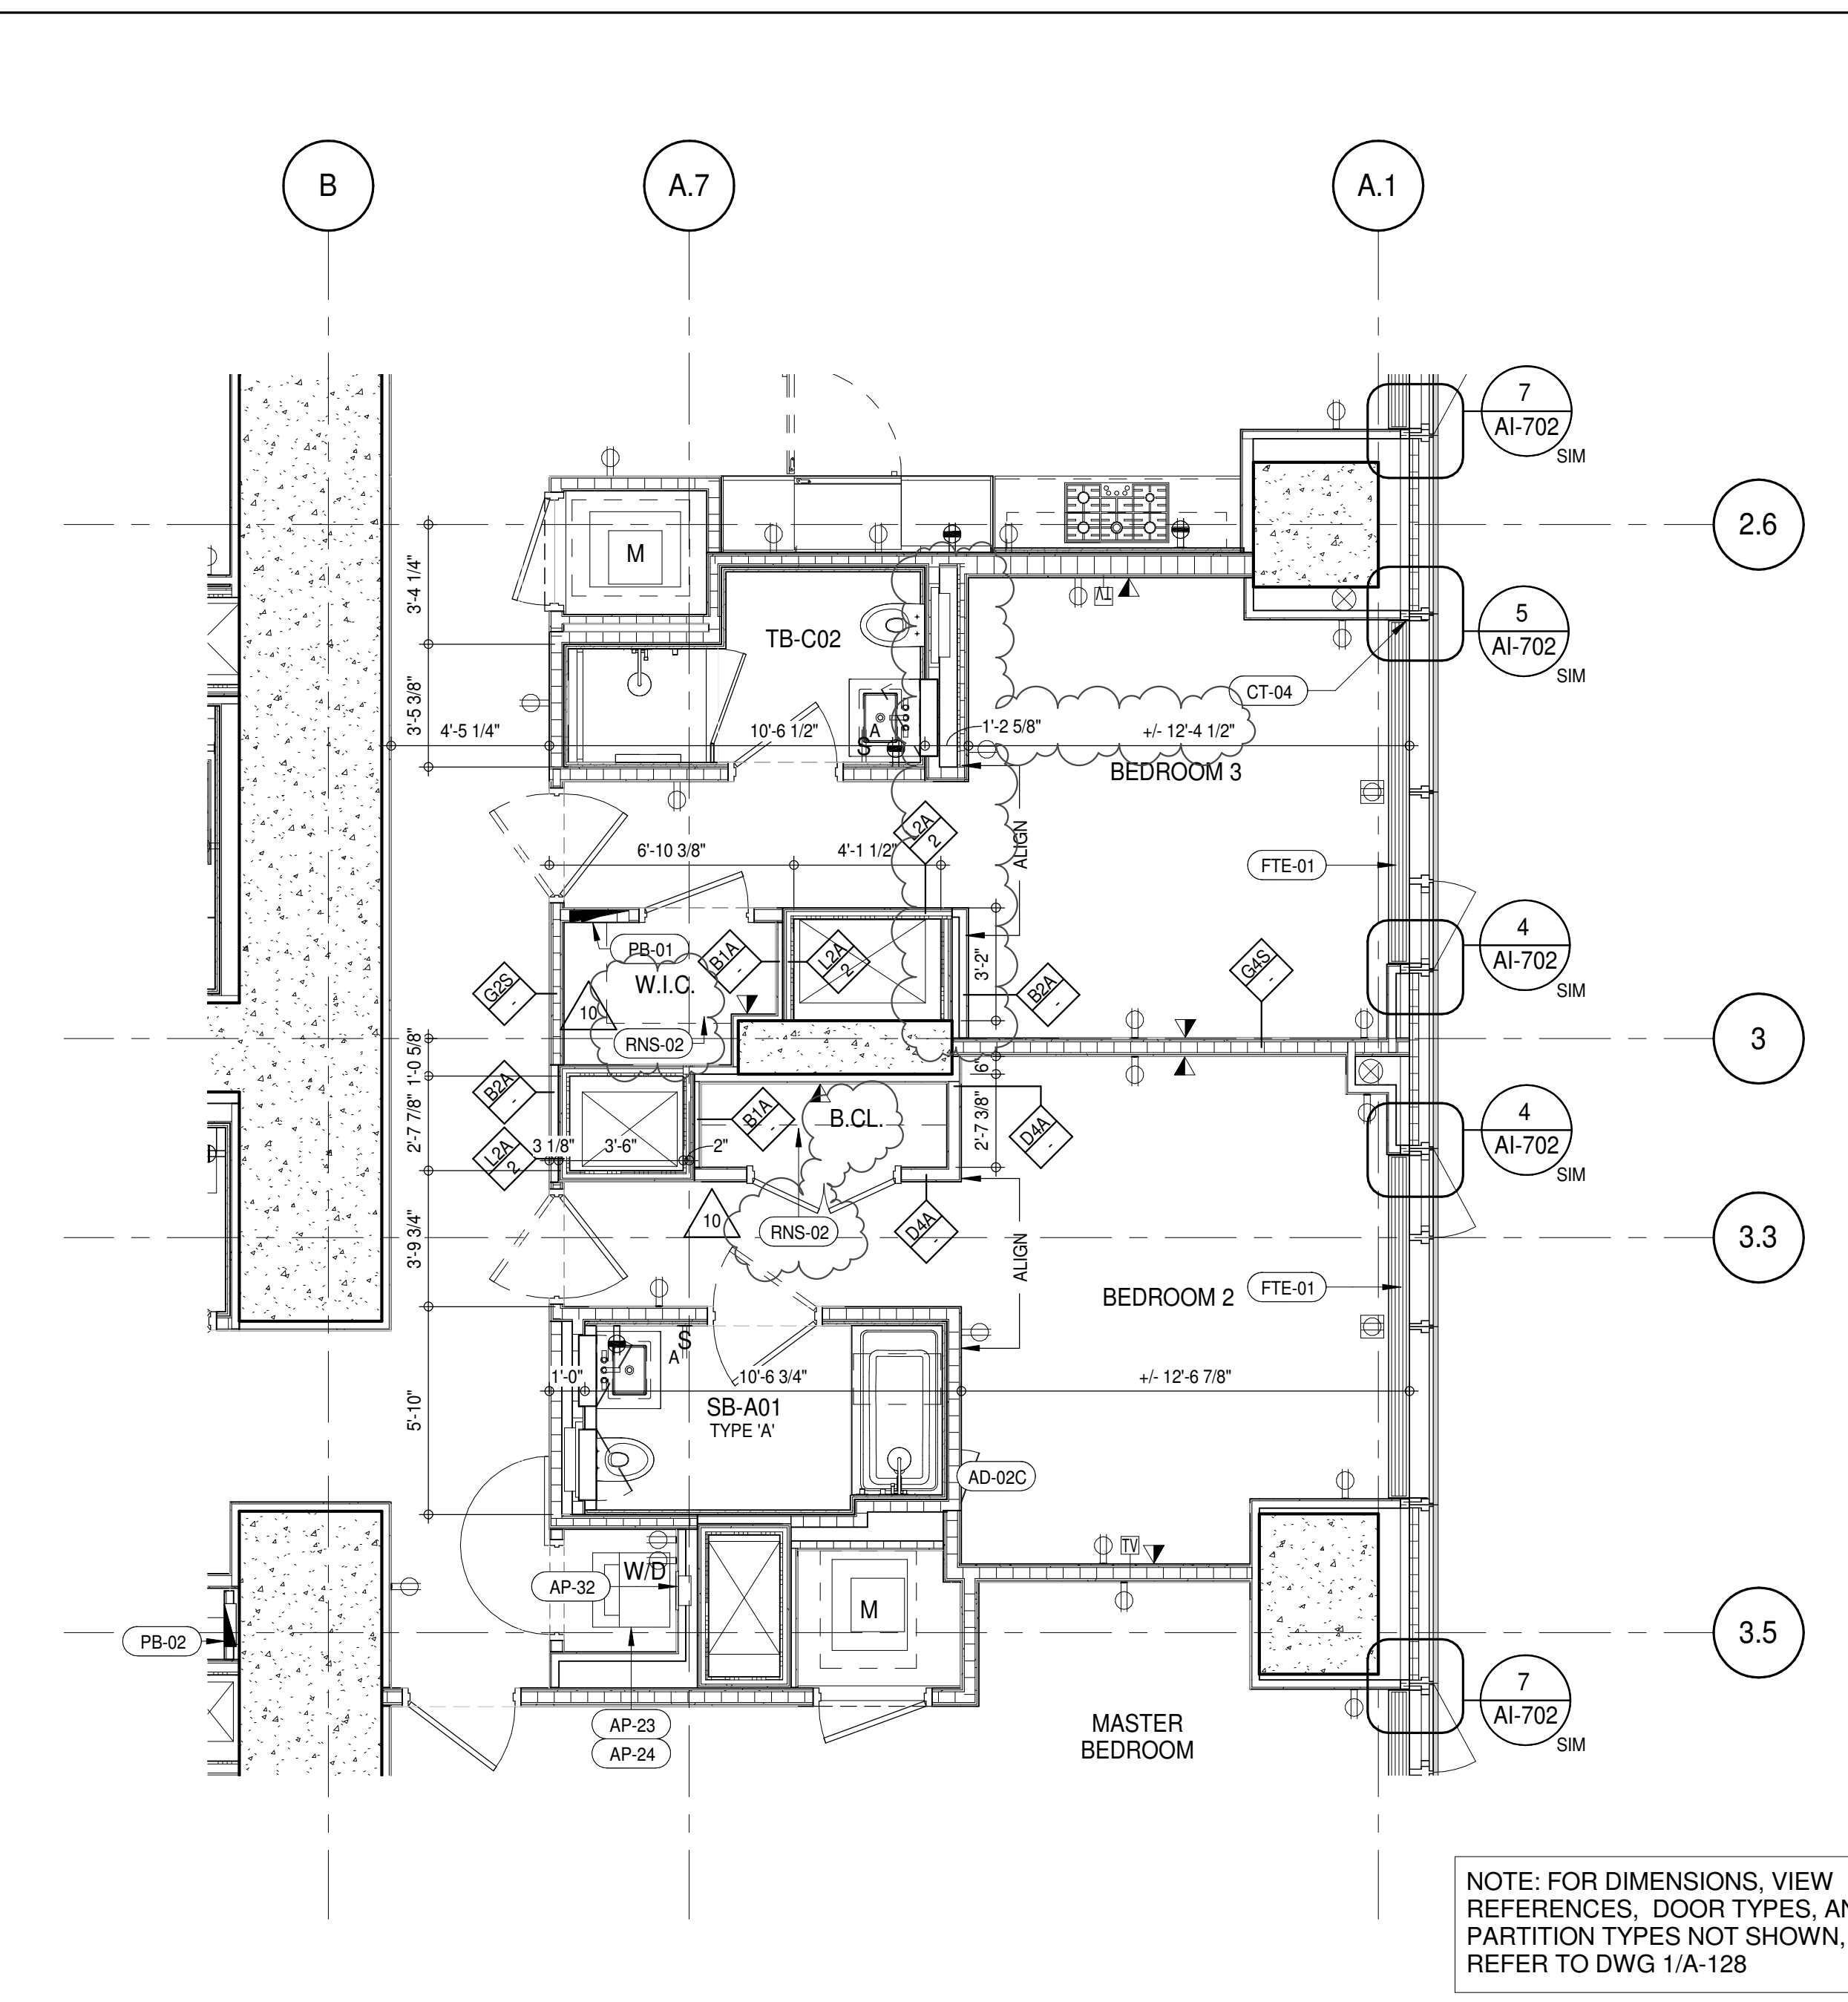 B
A.7
A.1
7
AI-702
SIM
2.6
M
3'-4 1/4"
TV
5
AI-702
SIM
TB-C02
CT-04
3'-5 3/8"
4'-5 1/4"
10'-6 1/2"
A
S
1'-2 5/8"
+/- 12'-4 1/2"
BEDROOM 3
L2A
2
ALIGN
6'-10 3/8"
4'-1 1/2"
FTE-01
4
AI-702
SIM
PB-01
B1A
-
L2A
2
3'-2"
G4S
-
W.I.C.
G2S
-
B2A
-
10
RNS-02
3
1'-0 5/8"
6"
B2A
-
B1A
-
B.CL.
D4A
-
2'-7 7/8"
2'-7 3/8"
4
AI-702
SIM
L2A
2
3 1/8"
3'-6"
2"
10
RNS-02
D4A
-
3'-9 3/4"
ALIGN
3.3
BEDROOM 2
FTE-01
S
A
1'-0"
10'-6 3/4"
+/- 12'-6 7/8"
5'-10"
SB-A01
TYPE 'A'
AD-02C
TV
W/D
AP-32
M
PB-02
3.5
7
AI-702
SIM
AP-23
AP-24
MASTER
BEDROOM
NOTE: FOR DIMENSIONS, VIEW
REFERENCES, DOOR TYPES, AN
PARTITION TYPES NOT SHOWN,
REFER TO DWG 1/A-128